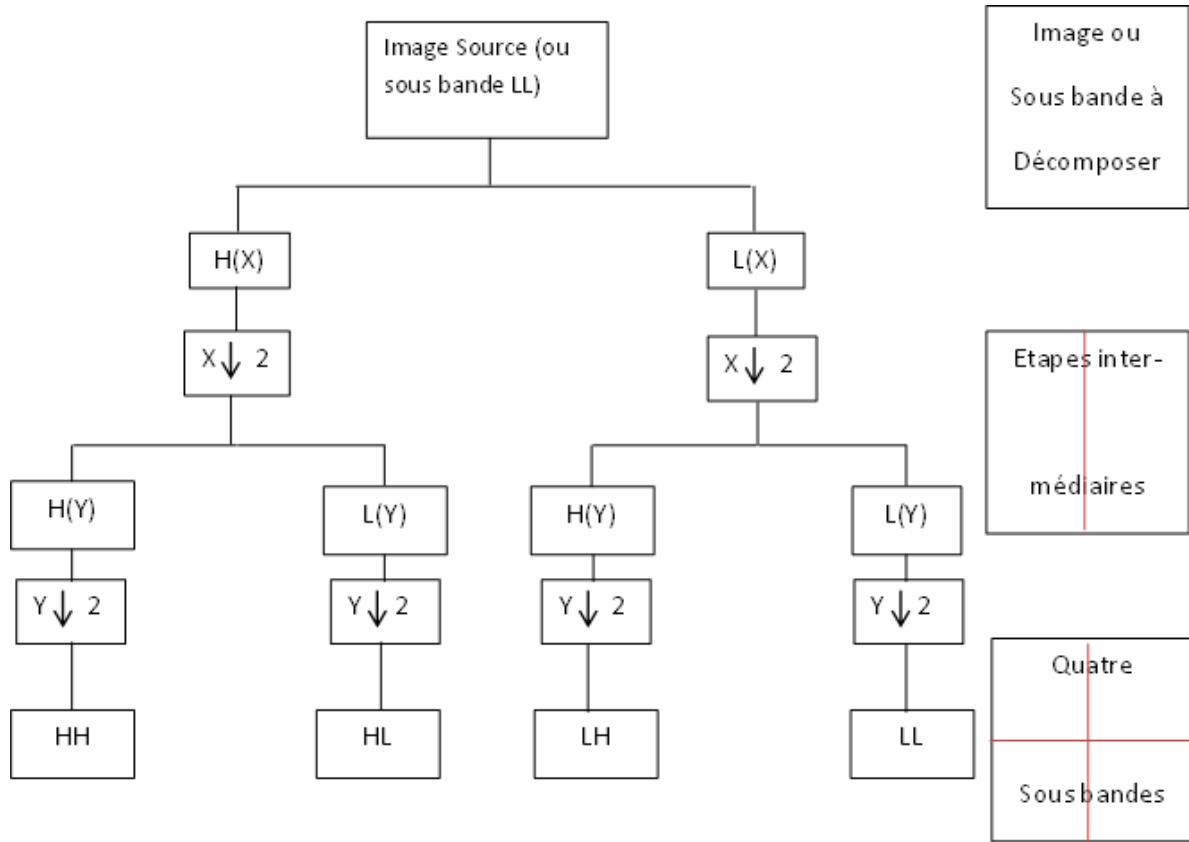 Image Source (ou
sous bande LL)
Image ou
Sous bande à
Décomposer
H(X)
L(X)
X ↓ 2
X ↓ 2
Etapes inter-
médiaires
H(Y)
L(Y)
H(Y)
L(Y)
Y ↓ 2
Y ↓ 2
Y ↓ 2
Y ↓ 2
HH
HL
LH
LL
Quatre
Sous bandes